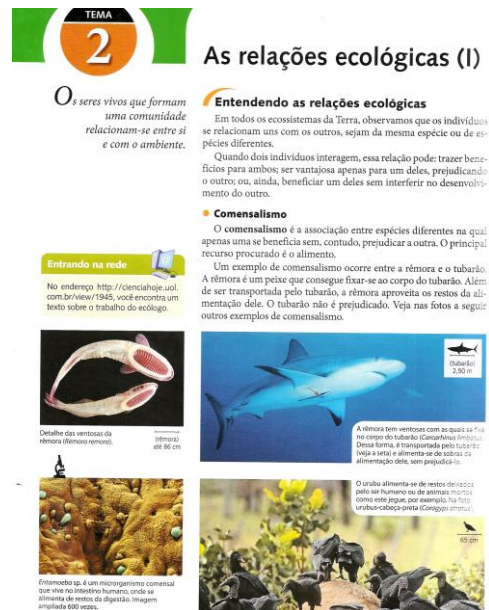 TEMA
2
As relações ecológicas (I)
Os seres vivos que formam
uma comunidade
relacionam-se entre si
e com o ambiente.
Entendendo as relações ecológicas
Em todos os ecossistemas da Terra, observamos que os indivíduos
se relacionam uns com os outros, sejam da mesma espécie ou de es-
pécies diferentes.
Quando dois indivíduos interagem, essa relação pode: trazer bene-
fícios para ambos; ser vantajosa apenas para um deles, prejudicando
o outro; ou, ainda, beneficiar um deles sem interferir no desenvolvi-
mento do outro.
Comensalismo
O comensalismo é a associação entre espécies diferentes na qual
apenas uma se beneficia sem, contudo, prejudicar a outra. O principal
recurso procurado é o alimento.
Um exemplo de comensalismo ocorre entre a rêmora e o tubarão.
A rêmora é um peixe que consegue fixar-se ao corpo do tubarão. Além
de ser transportada pelo tubarão, a rêmora aproveita os restos da ali-
mentação dele. O tubarão não é prejudicado. Veja nas fotos a seguir
outros exemplos de comensalismo.
Entrando na rede
No endereço http://cienciahoje.uol.
com.br/view/1945, você encontra um
texto sobre o trabalho do ecólogo.
Detalhe das ventosas da
rêmora (Remora remora).
(rêmora)
até 86 cm
(tubarão)
2,50 m
A rêmora tem ventosas com as quais se fixa
no corpo do tubarão (Carcarhinus limbatus).
Dessa forma, é transportada pelo tubarão
(veja a seta) e alimenta-se de sobras da
alimentação dele, sem prejudicá-lo.
Entamoeba sp. é um microrganismo comensal
que vive no intestino humano, onde se
alimenta de restos da digestão. Imagem
ampliada 600 vezes.
O urubu alimenta-se de restos deixados
pelo ser humano ou de animais mortos
como este jegue, por exemplo. Na foto,
urubus-cabeça-preta (Coragyps atratus).
65 cm